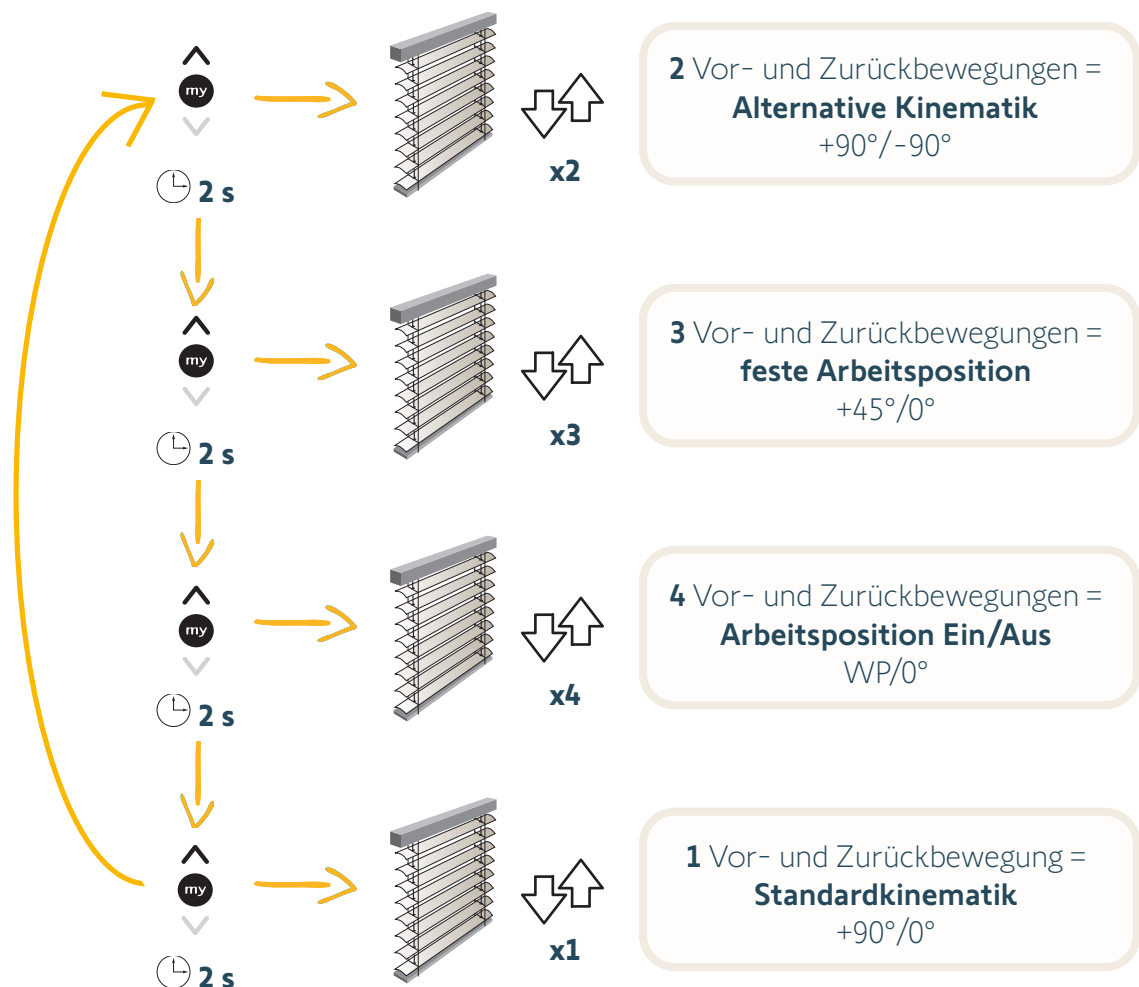 my
2 s
x2
2 Vor- und Zurückbewegungen =
Alternative Kinematik
+90°/-90°
my
2 s
x3
3 Vor- und Zurückbewegungen =
feste Arbeitsposition
+45°/0°
my
2 s
x4
4 Vor- und Zurückbewegungen =
Arbeitsposition Ein/Aus
WP/0°
my
2 s
x1
1 Vor- und Zurückbewegung =
Standardkinematik
+90°/0°